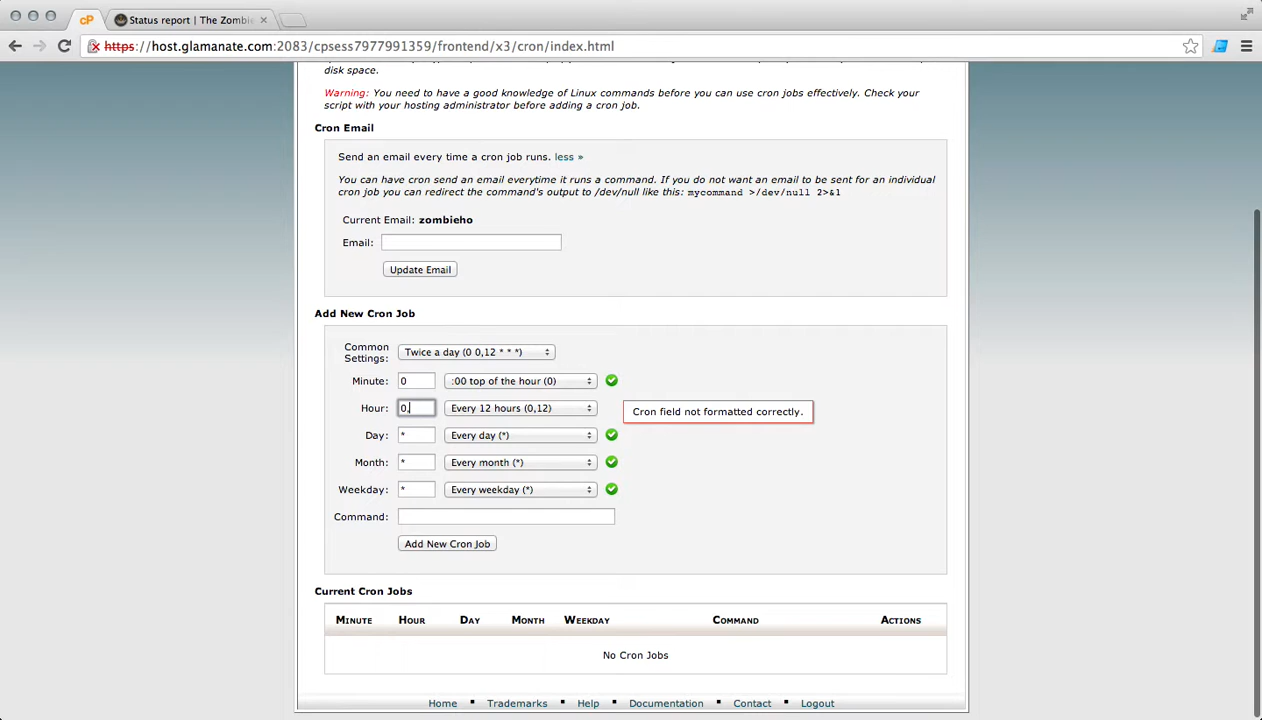 cP Status report | The Zombie
https://host.glamanate.com:2083/cpsess7977991359/frontend/x3/cron/index.html
disk space.
Warning: You need to have a good knowledge of Linux commands before you can use cron jobs effectively. Check your
script with your hosting administrator before adding a cron job.
Cron Email
Send an email every time a cron job runs. less »
You can have cron send an email everytime it runs a command. If you do not want an email to be sent for an individual
cron job you can redirect the command's output to /dev/null like this: mycommand >/dev/null 2>&1
Current Email: zombieho
Email:
Update Email
Add New Cron Job
Common
Settings: Twice a day (0 0,12 * * *)
Minute: 0 :00 top of the hour (0)
Hour: 0, Every 12 hours (0,12) Cron field not formatted correctly.
Day: * Every day (*)
Month: * Every month (*)
Weekday: * Every weekday (*)
Command:
Add New Cron Job
Current Cron Jobs
Minute Hour Day Month Weekday Command Actions
No Cron Jobs
Home ▪ Trademarks ▪ Help ▪ Documentation ▪ Contact ▪ Logout